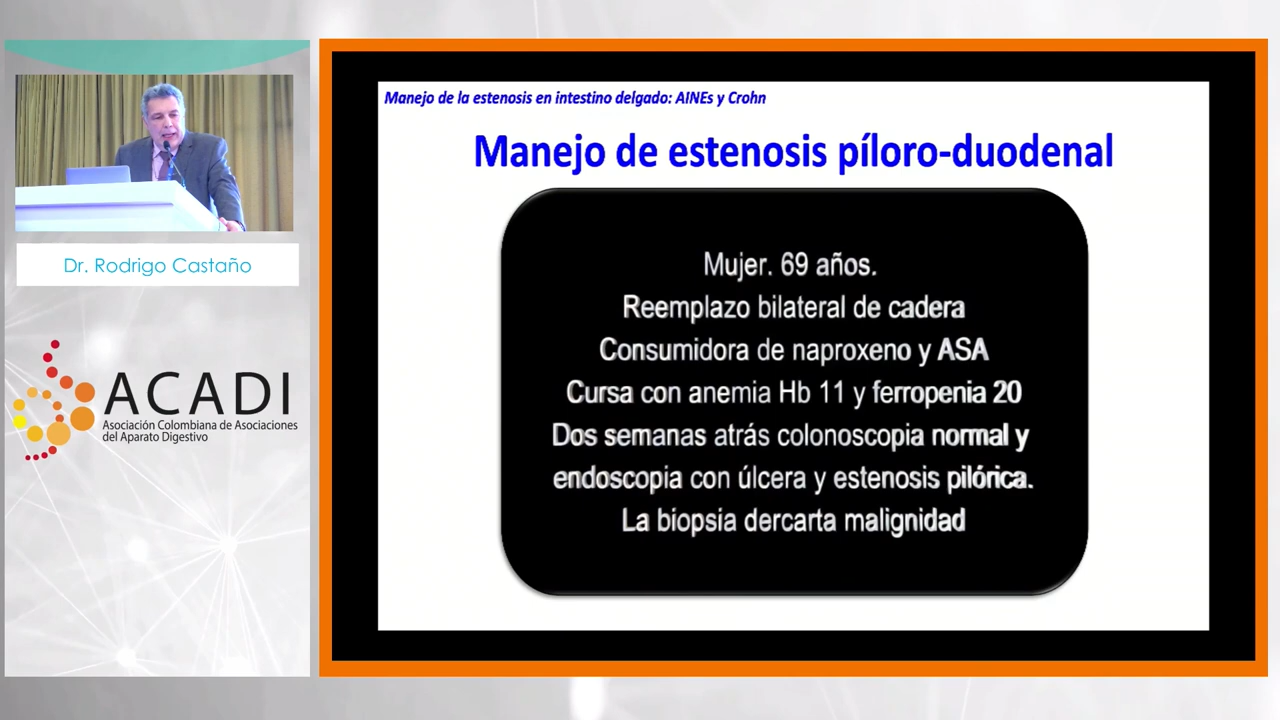 Manejo de la estenosis en intestino delgado: AINEs y Crohn
Manejo de estenosis píloro-duodenal
Mujer. 69 años.
Reemplazo bilateral de cadera
Consumidora de naproxeno y ASA
Cursa con anemia Hb 11 y ferropenia 20
Dos semanas atrás colonoscopia normal y
endoscopia con úlcera y estenosis pilórica.
La biopsia dercarta malignidad
Dr. Rodrigo Castaño
ACADI
Asociación Colombiana de Asociaciones
del Aparato Digestivo